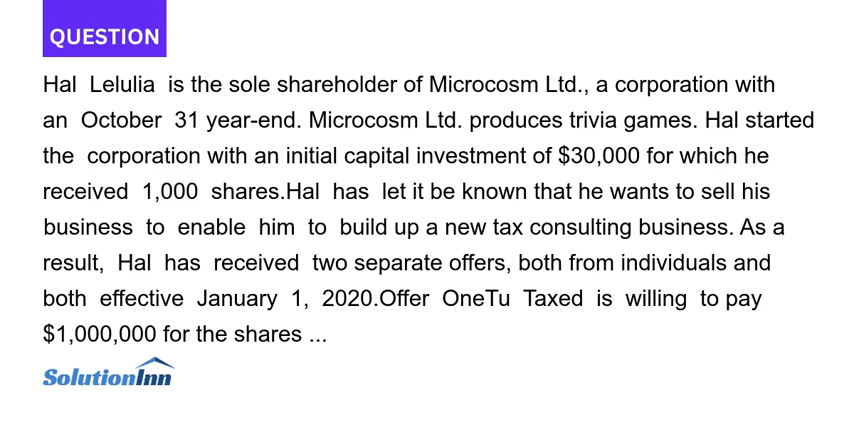 QUESTION
Hal Lelulia is the sole shareholder of Microcosm Ltd., a corporation with
an October 31 year-end. Microcosm Ltd. produces trivia games. Hal started
the corporation with an initial capital investment of $30,000 for which he
received 1,000 shares.Hal has let it be known that he wants to sell his
business to enable him to build up a new tax consulting business. As a
result, Hal has received two separate offers, both from individuals and
both effective January 1, 2020.Offer OneTu Taxed is willing to pay
$1,000,000 for the shares ...
SolutionInn